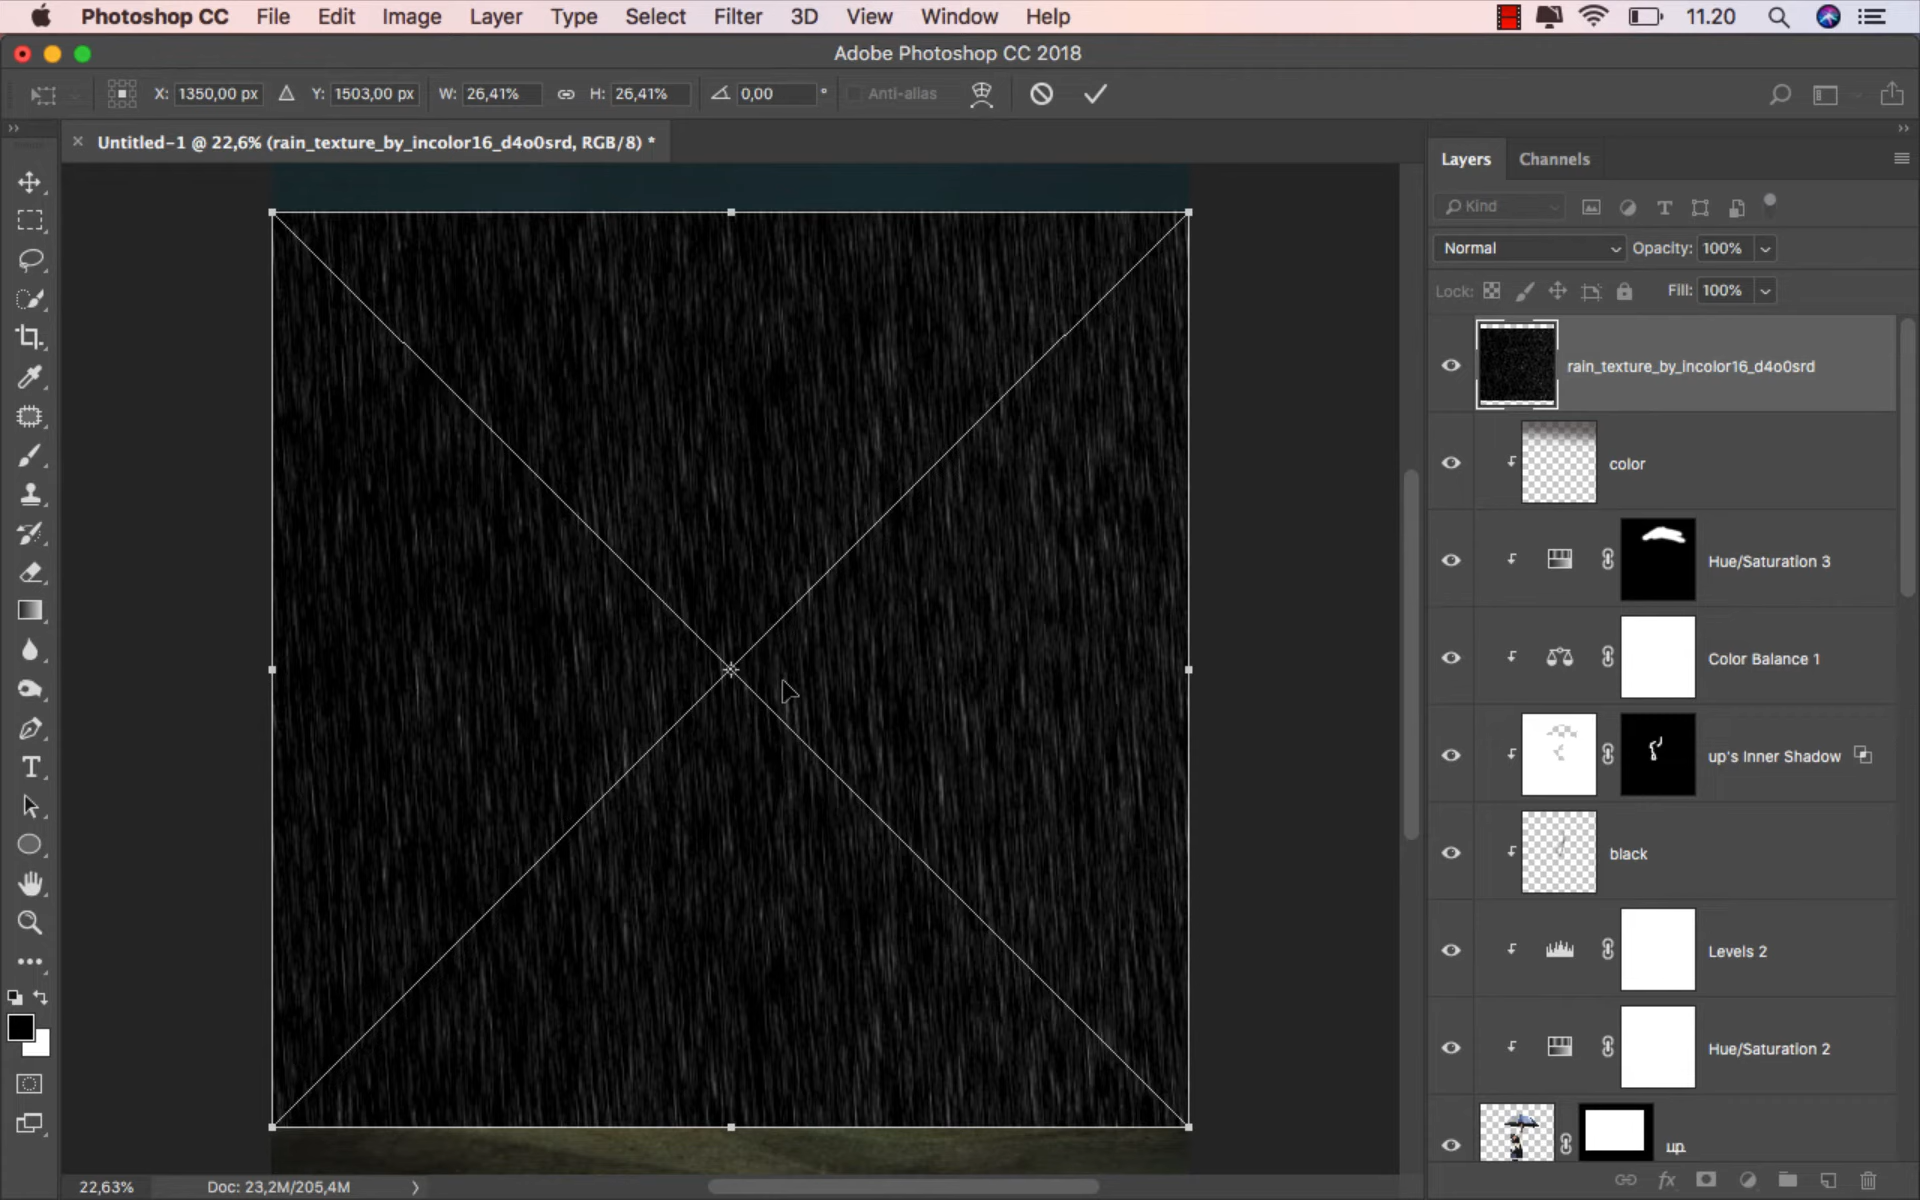 Photoshop CC File Edit Image Layer Type Select Filter 3D View Window Help 11.20
Adobe Photoshop CC 2018
X: 1350,00 px Y: 1503,00 px W: 26,41% H: 26,41% 0,00 ° Anti-alias
Untitled-1 @ 22,6% (rain_texture_by_incolor16_d4o0srd, RGB/8) *
Layers Channels
Kind
Normal Opacity: 100%
Lock: Fill: 100%
rain_texture_by_incolor16_d4o0srd
color
Hue/Saturation 3
Color Balance 1
up's Inner Shadow
black
Levels 2
Hue/Saturation 2
up
22,63% Doc: 23,2M/205,4M